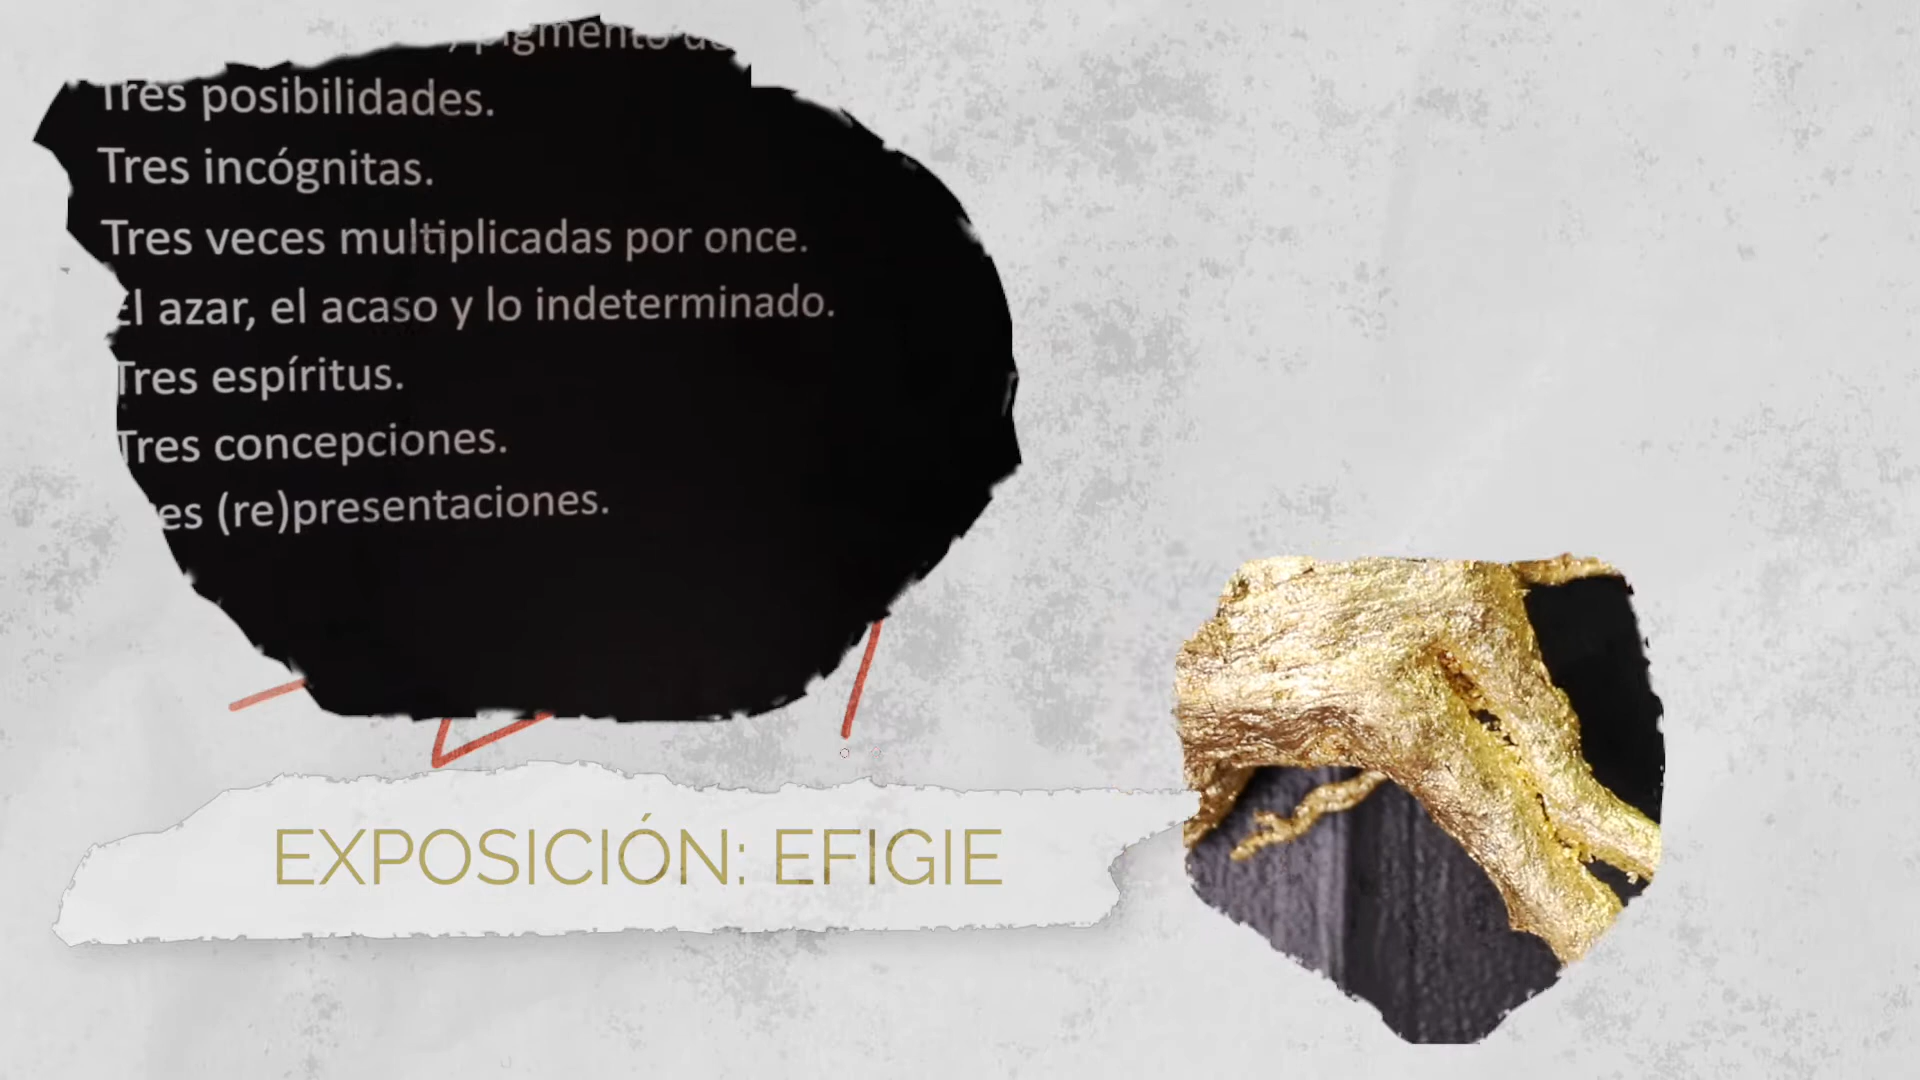 pigmento
Tres posibilidades.
Tres incógnitas.
Tres veces multiplicadas por once.
El azar, el acaso y lo indeterminado.
Tres espíritus.
Tres concepciones.
(re)presentaciones.
EXPOSICIÓN: EFIGIE